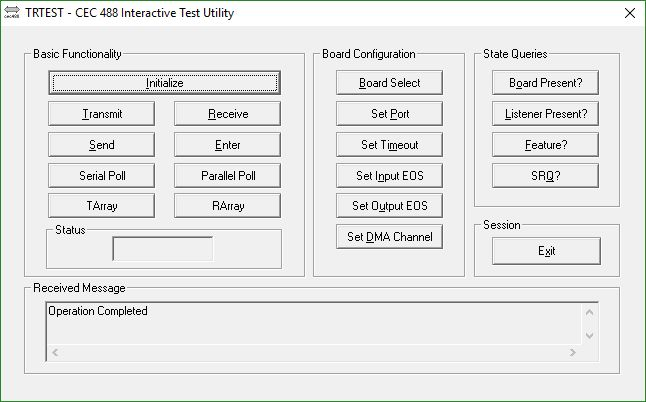 cec488 TRTEST - CEC 488 Interactive Test Utility
Basic Functionality
Initialize
Transmit Receive
Send Enter
Serial Poll Parallel Poll
TArray RArray
Status
Board Configuration
Board Select
Set Port
Set Timeout
Set Input EOS
Set Output EOS
Set DMA Channel
State Queries
Board Present?
Listener Present?
Feature?
SRQ?
Session
Exit
Received Message
Operation Completed